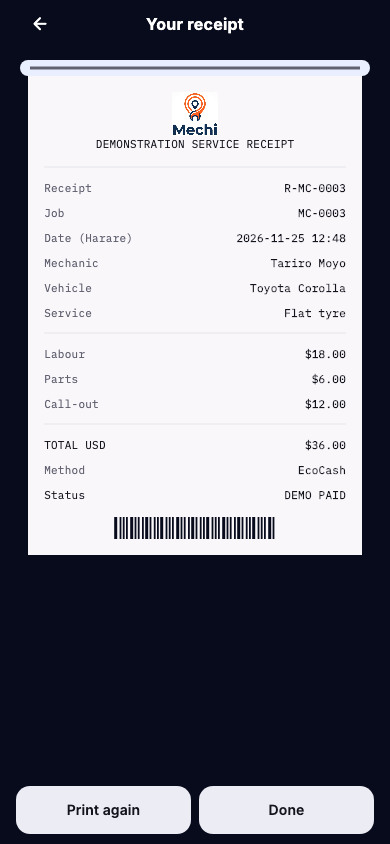 Your receipt
Mechi
DEMONSTRATION SERVICE RECEIPT
Receipt R-MC-0003
Job MC-0003
Date (Harare) 2026-11-25 12:48
Mechanic Tariro Moyo
Vehicle Toyota Corolla
Service Flat tyre
Labour $18.00
Parts $6.00
Call-out $12.00
TOTAL USD $36.00
Method EcoCash
Status DEMO PAID
Print again Done